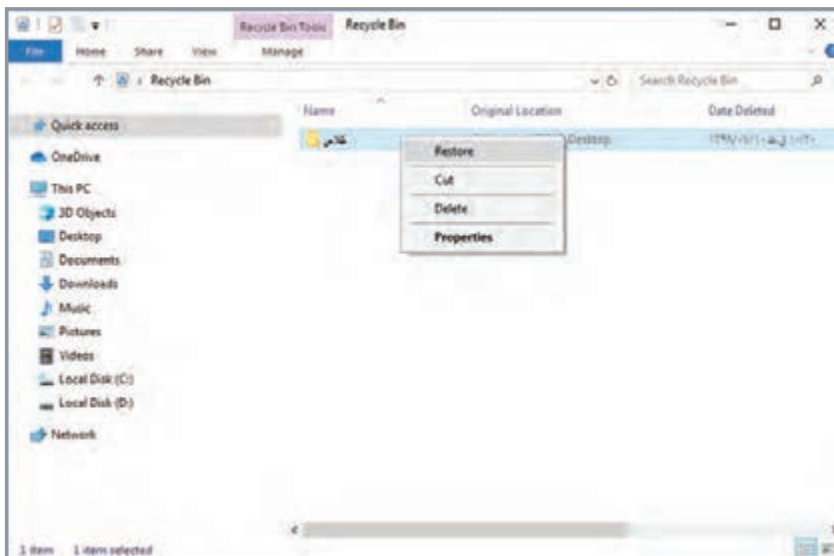 Recycle Bin Tools Recycle Bin
File Home Share View Manage
Recycle Bin Search Recycle Bin
Name Original Location Date Deleted
Quick access
Desktop
OneDrive
This PC
3D Objects
Desktop
Documents
Downloads
Music
Pictures
Videos
Local Disk (C:)
Local Disk (D:)
Network
Restore
Cut
Delete
Properties
1 item 1 item selected